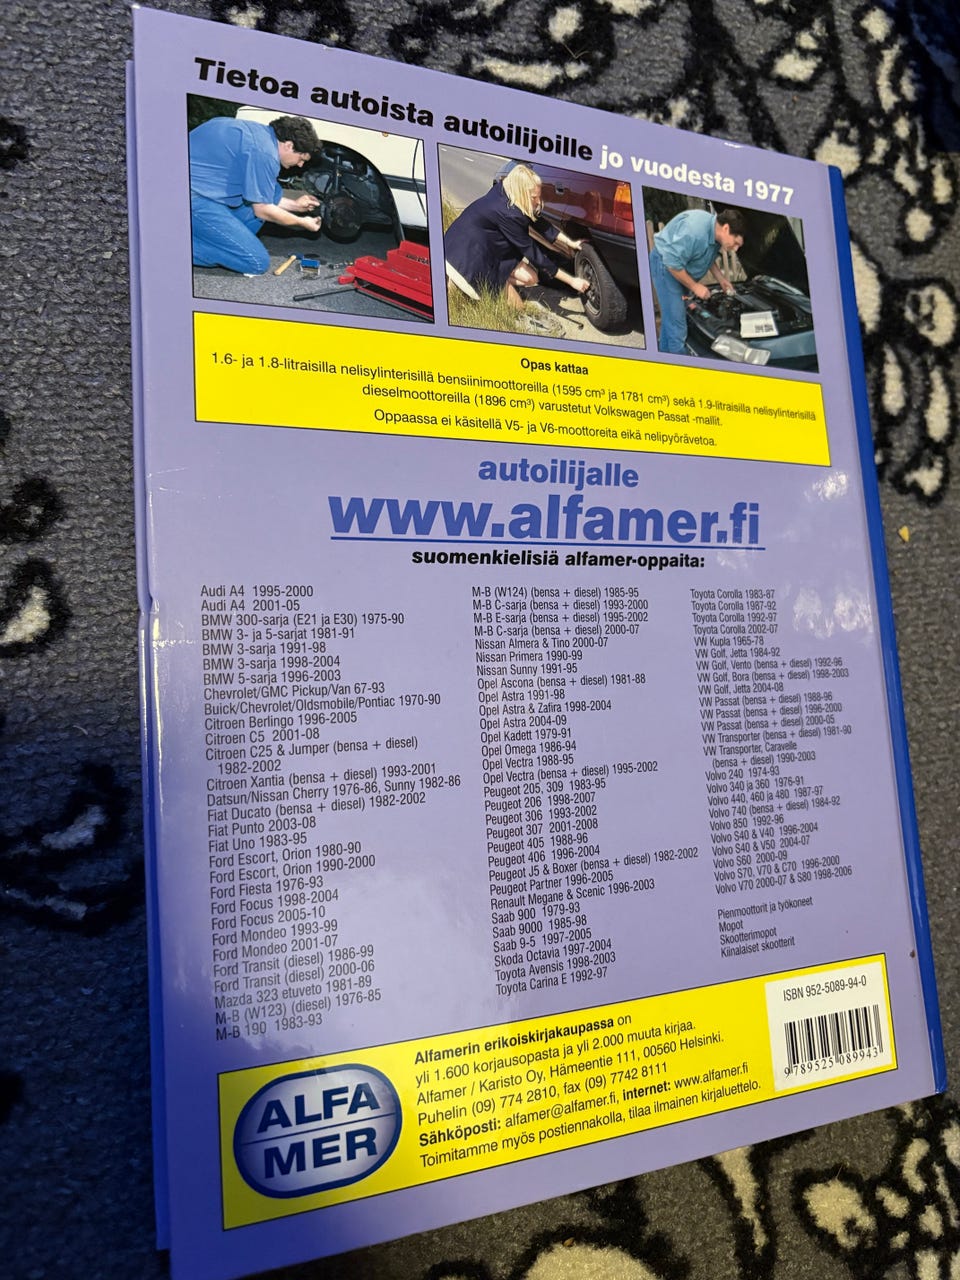 Tietoa autoista autoilijoille jo vuodesta 1977
Opas kattaa
1.6- ja 1.8-litraisilla nelisylinterisillä bensiinimoottoreilla (1595 cm³ ja 1781 cm³) sekä 1.9-litraisilla nelisylinterisillä
dieselmoottoreilla (1896 cm³) varustetut Volkswagen Passat -mallit.
Oppaassa ei käsitellä V5- ja V6-moottoreita eikä nelipyörävetoa.
autoilijalle
www.alfamer.fi
suomenkielisiä alfamer-oppaita:
Audi A4 1995-2000
Audi A4 2001-05
BMW 300-sarja (E21 ja E30) 1975-90
BMW 3- ja 5-sarjat 1981-91
BMW 3-sarja 1991-98
BMW 3-sarja 1998-2004
BMW 5-sarja 1996-2003
Chevrolet/GMC Pickup/Van 67-93
Buick/Chevrolet/Oldsmobile/Pontiac 1970-90
Citroen Berlingo 1996-2005
Citroen C5 2001-08
Citroen C25 & Jumper (bensa + diesel)
1982-2002
Citroen Xantia (bensa + diesel) 1993-2001
Datsun/Nissan Cherry 1976-86, Sunny 1982-86
Fiat Ducato (bensa + diesel) 1982-2002
Fiat Punto 2003-08
Fiat Uno 1983-95
Ford Escort, Orion 1980-90
Ford Escort, Orion 1990-2000
Ford Fiesta 1976-93
Ford Focus 1998-2004
Ford Focus 2005-10
Ford Mondeo 1993-99
Ford Mondeo 2001-07
Ford Transit (diesel) 1986-99
Ford Transit (diesel) 2000-06
Mazda 323 etuveto 1981-89
M-B (W123) (diesel) 1976-85
M-B 190 1983-93
M-B (W124) (bensa + diesel) 1985-95
M-B C-sarja (bensa + diesel) 1993-2000
M-B E-sarja (bensa + diesel) 1995-2002
M-B C-sarja (bensa + diesel) 2000-07
Nissan Almera & Tino 2000-07
Nissan Primera 1990-99
Nissan Sunny 1991-95
Opel Ascona (bensa + diesel) 1981-88
Opel Astra 1991-98
Opel Astra & Zafira 1998-2004
Opel Astra 2004-09
Opel Kadett 1979-91
Opel Omega 1986-94
Opel Vectra 1988-95
Opel Vectra (bensa + diesel) 1995-2002
Peugeot 205, 309 1983-95
Peugeot 206 1998-2007
Peugeot 306 1993-2002
Peugeot 307 2001-2008
Peugeot 405 1988-96
Peugeot 406 1996-2004
Peugeot J5 & Boxer (bensa + diesel) 1982-2002
Peugeot Partner 1996-2005
Renault Megane & Scenic 1996-2003
Saab 900 1979-93
Saab 9000 1985-98
Saab 9-5 1997-2005
Skoda Octavia 1997-2004
Toyota Avensis 1998-2003
Toyota Carina E 1992-97
Toyota Corolla 1983-87
Toyota Corolla 1987-92
Toyota Corolla 1992-97
Toyota Corolla 2002-07
VW Kupla 1965-78
VW Golf, Jetta 1984-92
VW Golf, Vento (bensa + diesel) 1992-96
VW Golf, Bora (bensa + diesel) 1998-2003
VW Golf, Jetta 2004-08
VW Passat (bensa + diesel) 1988-96
VW Passat (bensa + diesel) 1996-2000
VW Passat (bensa + diesel) 2000-05
VW Transporter (bensa + diesel) 1981-90
VW Transporter, Caravelle
(bensa + diesel) 1990-2003
Volvo 240 1974-93
Volvo 340 ja 360 1976-91
Volvo 440, 460 ja 480 1987-97
Volvo 740 (bensa + diesel) 1984-92
Volvo 850 1992-96
Volvo S40 & V40 1996-2004
Volvo S40 & V50 2004-07
Volvo S60 2000-09
Volvo S70, V70 & C70 1996-2000
Volvo V70 2000-07 & S80 1998-2006
Pienmoottorit ja työkoneet
Mopot
Skootterimopot
Kiinalaiset skootterit
ALFA
MER
Alfamerin erikoiskirjakaupassa on
yli 1.600 korjausopasta ja yli 2.000 muuta kirjaa.
Alfamer / Karisto Oy, Hämeentie 111, 00560 Helsinki.
Puhelin (09) 774 2810, fax (09) 7742 8111
Sähköposti: alfamer@alfamer.fi, internet: www.alfamer.fi
Toimitamme myös postiennakolla, tilaa ilmainen kirjaluettelo.
ISBN 952-5089-94-0
9 789525 089943